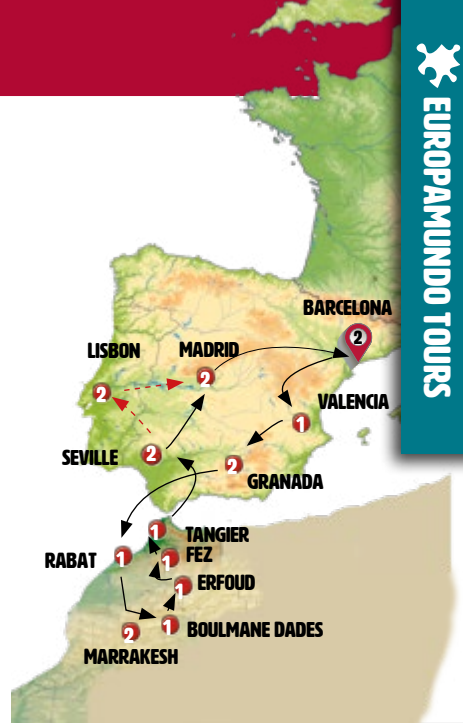 EUROPAMUNDO TOURS
BARCELONA
2
LISBON
MADRID
2
2
VALENCIA
1
SEVILLE
2
2
GRANADA
1
TANGIER
RABAT
1
1
FEZ
1
ERFOUD
2
1
BOULMANE DADES
MARRAKESH